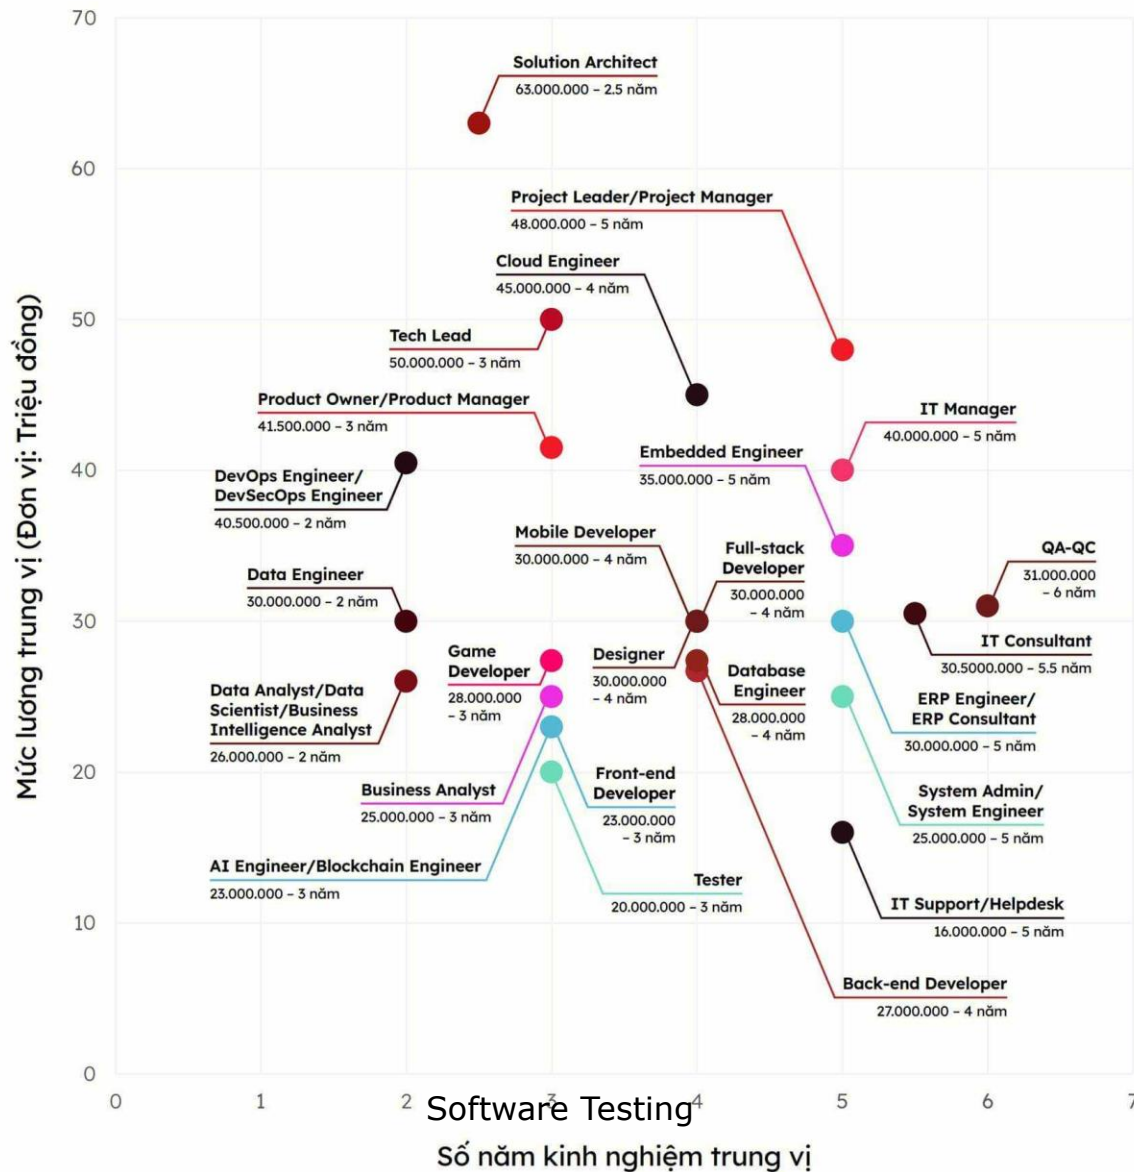 70
Solution Architect
63.000.000 – 2.5 năm
60
Project Leader/Project Manager
48.000.000 – 5 năm
Cloud Engineer
45.000.000 – 4 năm
50
Tech Lead
50.000.000 – 3 năm
Product Owner/Product Manager
41.500.000 – 3 năm
IT Manager
40.000.000 – 5 năm
Embedded Engineer
35.000.000 – 5 năm
40
DevOps Engineer/
DevSecOps Engineer
40.500.000 – 2 năm
Mobile Developer
30.000.000 – 4 năm
Full-stack
Developer
30.000.000
– 4 năm
QA-QC
31.000.000
– 6 năm
Data Engineer
30.000.000 – 2 năm
30
IT Consultant
30.5000.000 – 5.5 năm
Game
Developer
28.000.000
– 3 năm
Designer
30.000.000
– 4 năm
Database
Engineer
28.000.000
– 4 năm
Data Analyst/Data
Scientist/Business
Intelligence Analyst
26.000.000 – 2 năm
ERP Engineer/
ERP Consultant
30.000.000 – 5 năm
20
Business Analyst
25.000.000 – 3 năm
Front-end
Developer
23.000.000
– 3 năm
System Admin/
System Engineer
25.000.000 – 5 năm
AI Engineer/Blockchain Engineer
23.000.000 – 3 năm
Tester
20.000.000 – 3 năm
IT Support/Helpdesk
16.000.000 – 5 năm
10
Back-end Developer
27.000.000 – 4 năm
0
0 1 2 3 4 5 6 7
Software Testing
Số năm kinh nghiệm trung vị
Mức lương trung vị (Đơn vị: Triệu đồng)